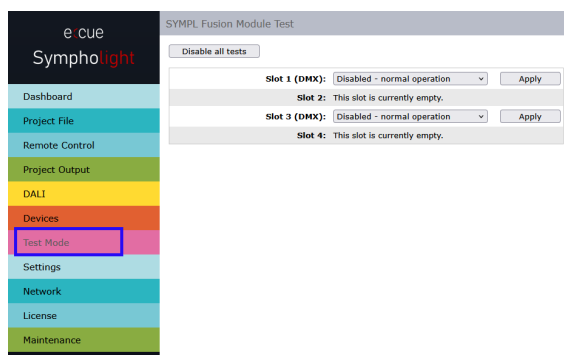 e:cue
Sympholight
Dashboard
Project File
Remote Control
Project Output
DALI
Devices
Test Mode
Settings
Network
License
Maintenance
SYMPL Fusion Module Test
Disable all tests
Slot 1 (DMX): Disabled - normal operation Apply
Slot 2: This slot is currently empty.
Slot 3 (DMX): Disabled - normal operation Apply
Slot 4: This slot is currently empty.